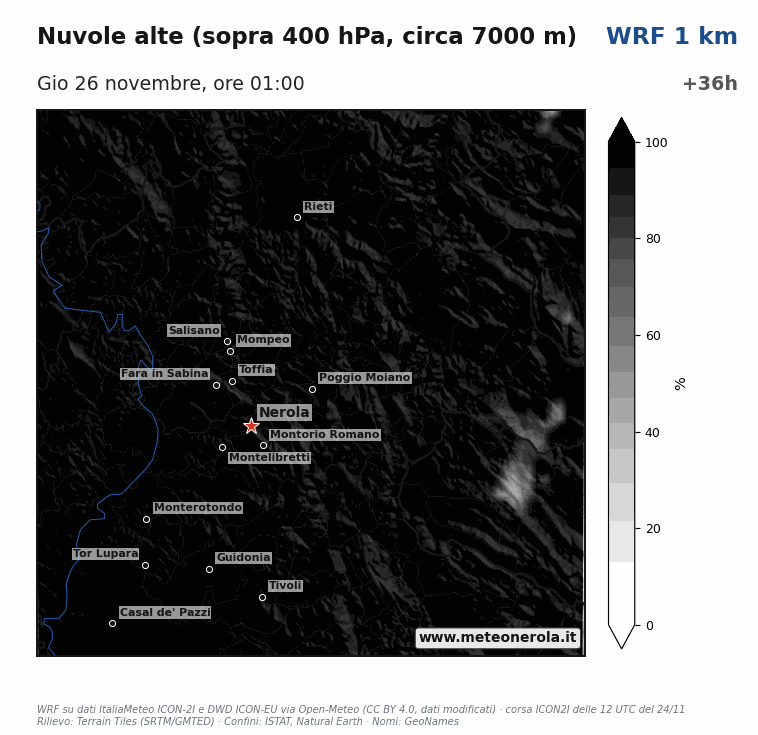 Nuvole alte (sopra 400 hPa, circa 7000 m) WRF 1 km
Gio 26 novembre, ore 01:00 +36h
100
80
60
40
20
0
%
Rieti
Salisano
Mompeo
Toffia
Fara in Sabina
Poggio Moiano
Nerola
Montorio Romano
Montelibretti
Monterotondo
Tor Lupara
Guidonia
Tivoli
Casal de' Pazzi
www.meteonerola.it
WRF su dati ItaliaMeteo ICON-2I e DWD ICON-EU via Open-Meteo (CC BY 4.0, dati modificati) · corsa ICON2I delle 12 UTC del 24/11
Rilievo: Terrain Tiles (SRTM/GMTED) · Confini: ISTAT, Natural Earth · Nomi: GeoNames